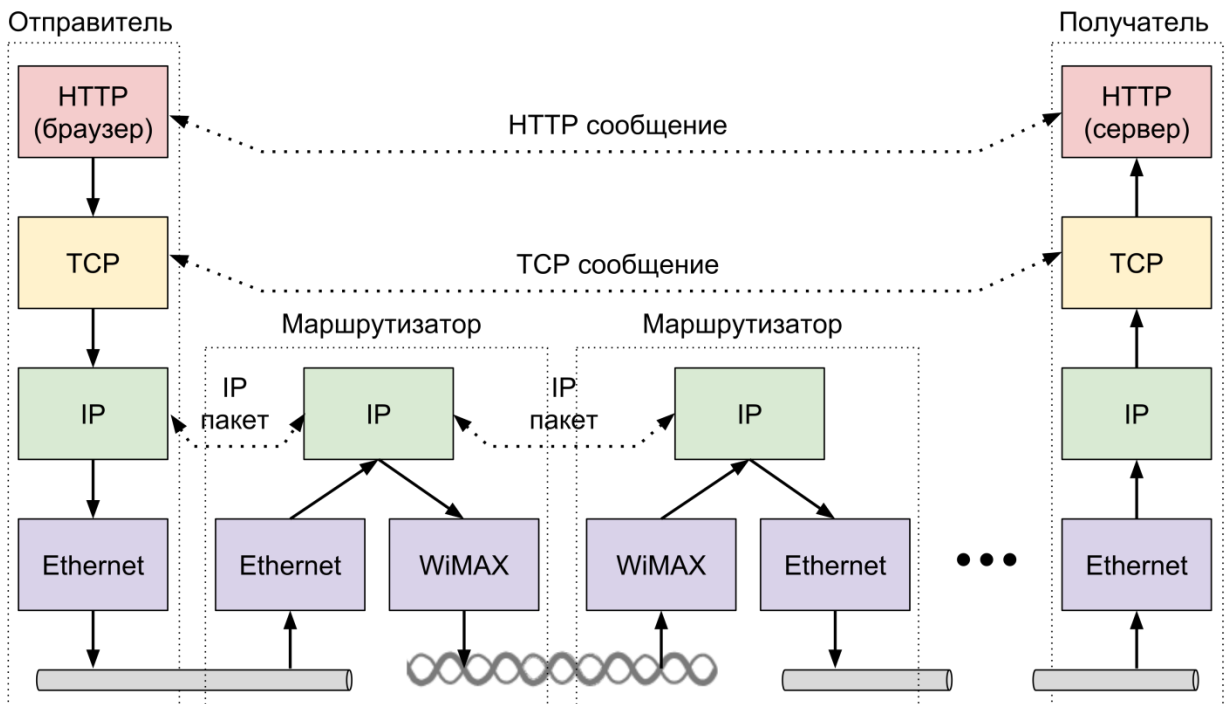 Отправитель
Получатель
HTTP
(браузер)
HTTP сообщение
HTTP
(сервер)
TCP
TCP сообщение
TCP
Маршрутизатор
Маршрутизатор
IP
IP
пакет
IP
IP
пакет
IP
IP
Ethernet
Ethernet
WiMAX
WiMAX
Ethernet
Ethernet